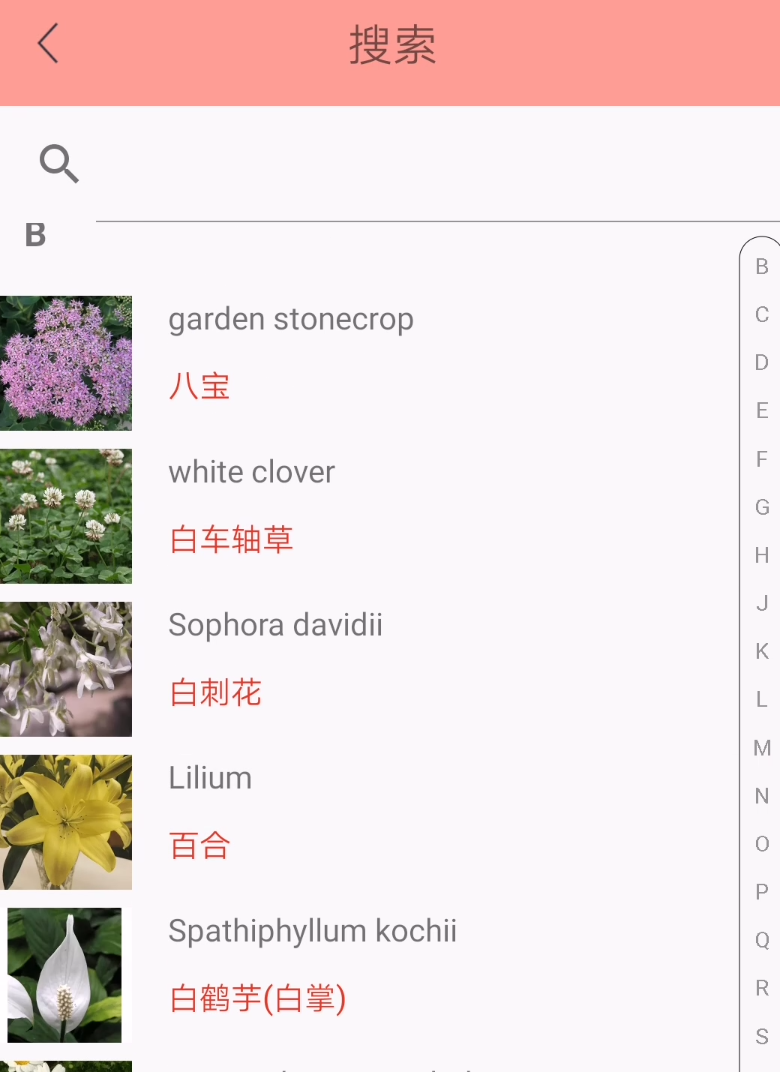 搜索
B
garden stonecrop
八宝
white clover
白车轴草
Sophora davidii
白刺花
Lilium
百合
Spathiphyllum kochii
白鹤芋(白掌)
B
C
D
E
F
G
H
J
K
L
M
N
O
P
Q
R
S